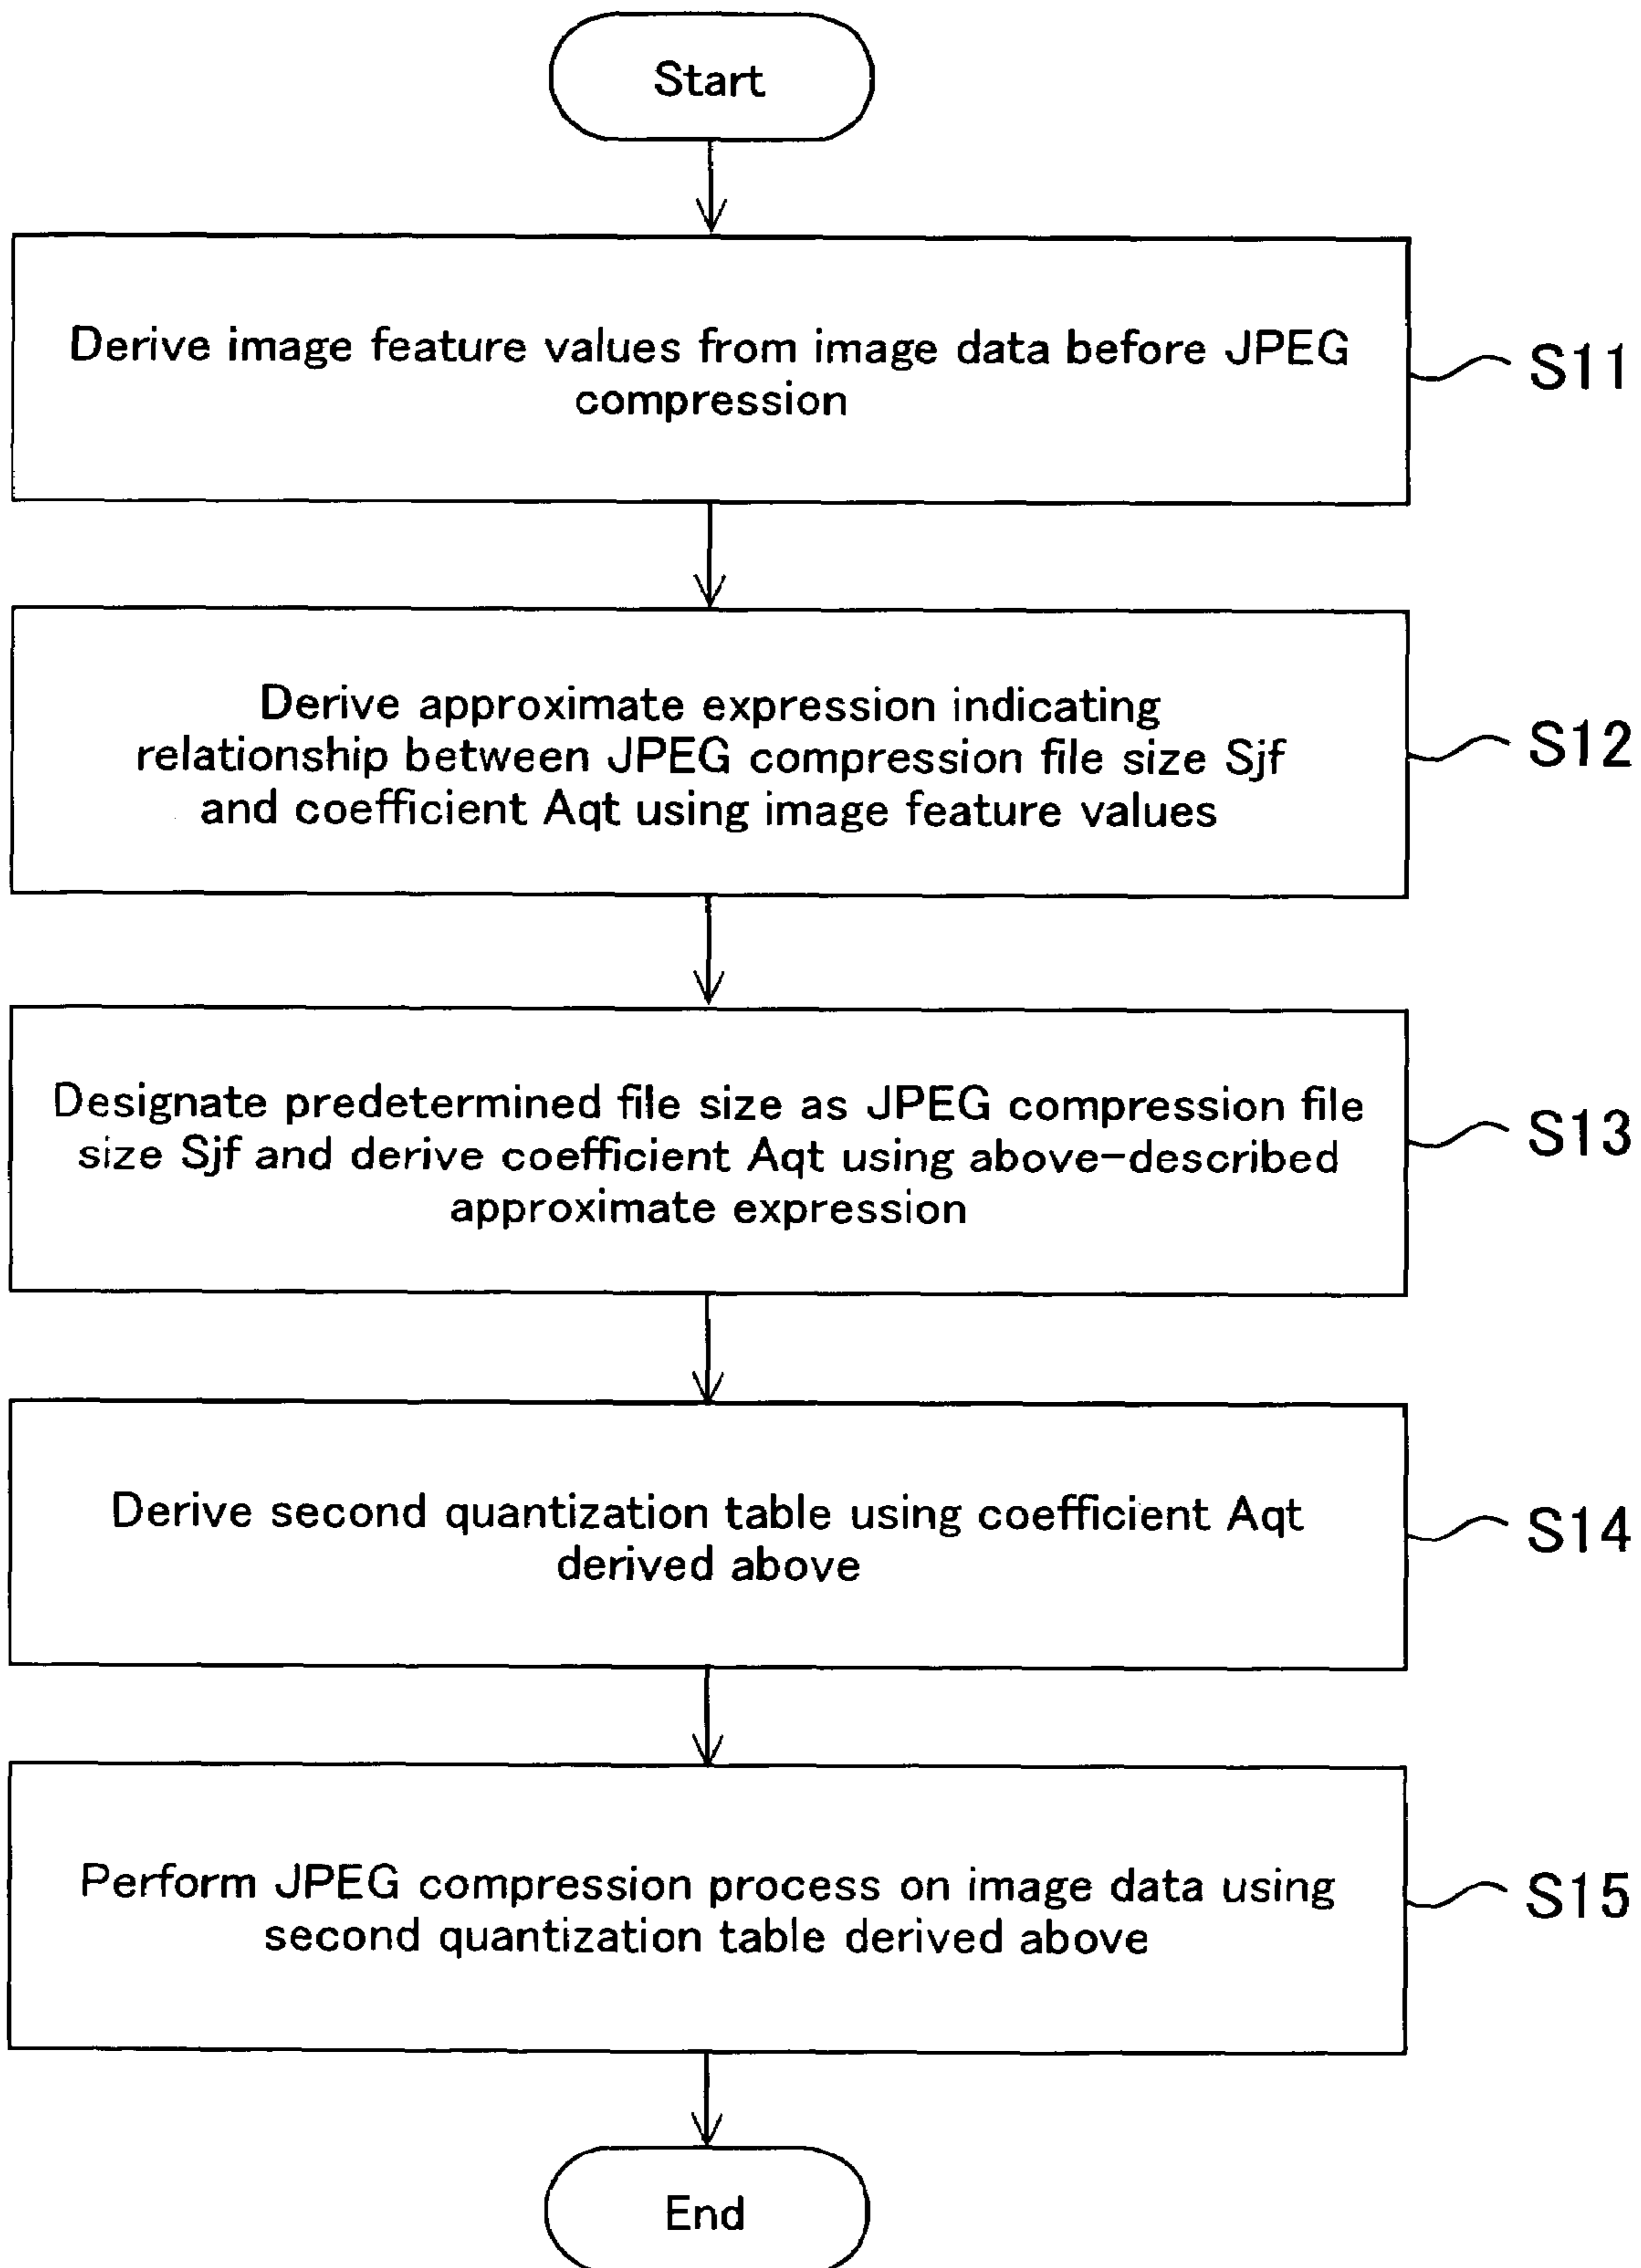 Start
Derive image feature values from image data before JPEG
compression
S11
Derive approximate expression indicating
relationship between JPEG compression file size Sjf
and coefficient Aqt using image feature values
S12
Designate predetermined file size as JPEG compression file
size Sjf and derive coefficient Aqt using above-described
approximate expression
S13
Derive second quantization table using coefficient Aqt
derived above
S14
Perform JPEG compression process on image data using
second quantization table derived above
S15
End